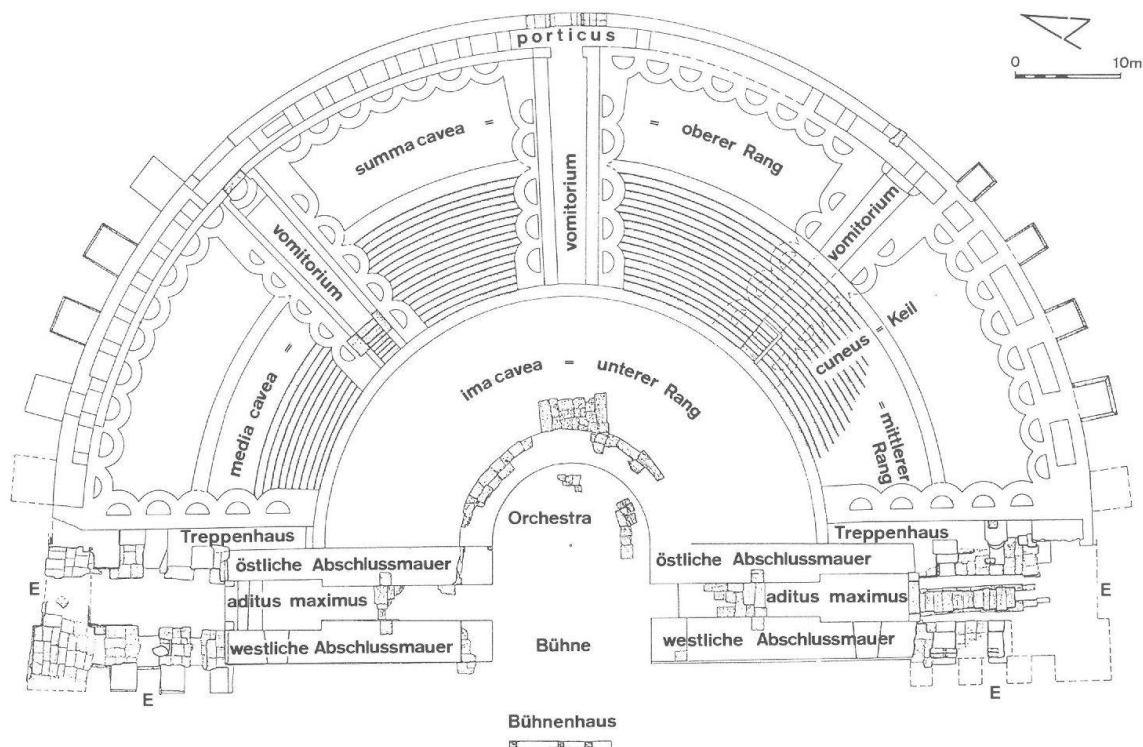 porticus
0 10m
summa cavea =
= oberer Rang
vomitorium
vomitorium
vomitorium
media cavea =
cuneus = Keil
= mittlerer
Rang
ima cavea = unterer Rang
Orchestra
Treppenhaus
Treppenhaus
östliche Abschlussmauer
östliche Abschlussmauer
E
aditus maximus
aditus maximus
E
westliche Abschlussmauer
Bühne
westliche Abschlussmauer
E
E
Bühnenhaus